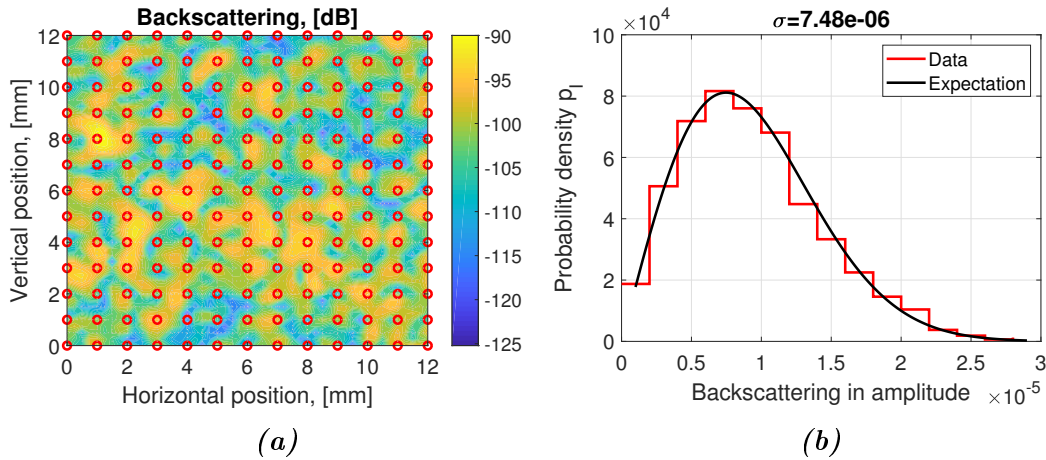 Backscattering, [dB]
12
10
8
6
4
2
0
Vertical position, [mm]
0 2 4 6 8 10 12
Horizontal position, [mm]
-90
-95
-100
-105
-110
-115
-120
-125
(a)
σ=7.48e-06
×10⁴
10
8
6
4
2
0
Probability density p_I
Data
Expectation
0 0.5 1 1.5 2 2.5 3
Backscattering in amplitude ×10⁻⁵
(b)